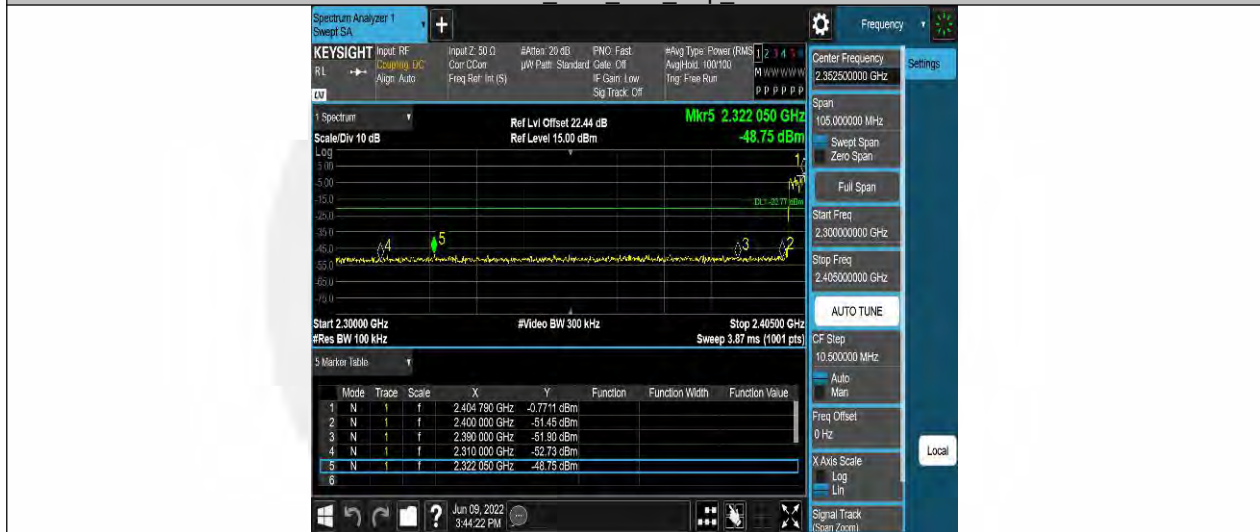 Spectrum Analyzer 1
Swept SA
+
Frequency
KEYSIGHT Input: RF Input Z: 50 Ω #Atten: 20 dB PNO: Fast #Avg Type: Power (RMS 1 2 3 4 5
RL Coupling: DC Corr CCorr µW Path: Standard Gate: Off Avg|Hold: 100/100 M W W W W W
Align: Auto Freq Ref: Int (S) IF Gain: Low Trig: Free Run
Sig Track: Off P P P P P P
Center Frequency
2.352500000 GHz
Settings
Span
105.000000 MHz
Swept Span
Zero Span
Full Span
Start Freq
2.300000000 GHz
Stop Freq
2.405000000 GHz
AUTO TUNE
CF Step
10.500000 MHz
Auto
Man
Freq Offset
0 Hz
X Axis Scale
Log
Lin
Signal Track
(Span Zoom)
Local
1 Spectrum
Ref Lvl Offset 22.44 dB
Mkr5 2.322 050 GHz
Scale/Div 10 dB
Ref Level 15.00 dBm
-48.75 dBm
Log
5.00
-5.00
-15.0
DL1 -20.77 dBm
-25.0
-35.0
-45.0
-55.0
-65.0
-75.0
1
4
5
3
2
Start 2.30000 GHz #Video BW 300 kHz Stop 2.40500 GHz
#Res BW 100 kHz Sweep 3.87 ms (1001 pts)
5 Marker Table
Mode Trace Scale X Y Function Function Width Function Value
1 N 1 f 2.404 790 GHz -0.7711 dBm
2 N 1 f 2.400 000 GHz -51.45 dBm
3 N 1 f 2.390 000 GHz -51.90 dBm
4 N 1 f 2.310 000 GHz -52.73 dBm
5 N 1 f 2.322 050 GHz -48.75 dBm
6
? Jun 09, 2022
3:44:22 PM